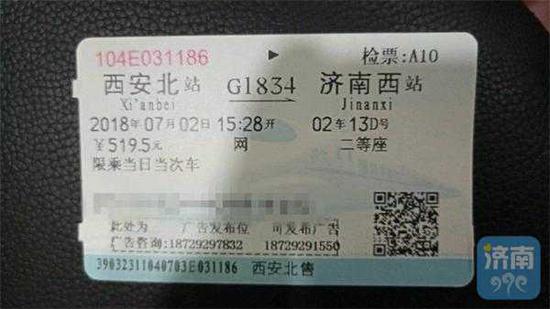 104E031186 检票:A10
西安北站 G1834 济南西站
Xi'anbei Jinanxi
2018年07月02日15:28开 02车13D号
￥519.5元 网 二等座
限乘当日当次车
此处为 广告发布位 可发布广告
广告咨询:18729297832 18729291550
39032311040703E031186 西安北售
济南